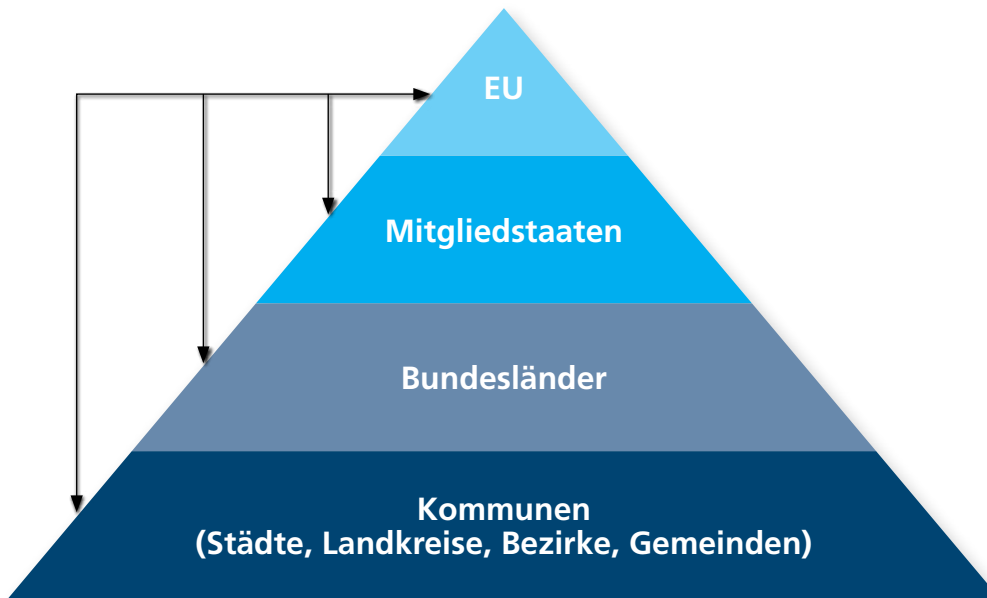 EU
Mitgliedstaaten
Bundesländer
Kommunen
(Städte, Landkreise, Bezirke, Gemeinden)